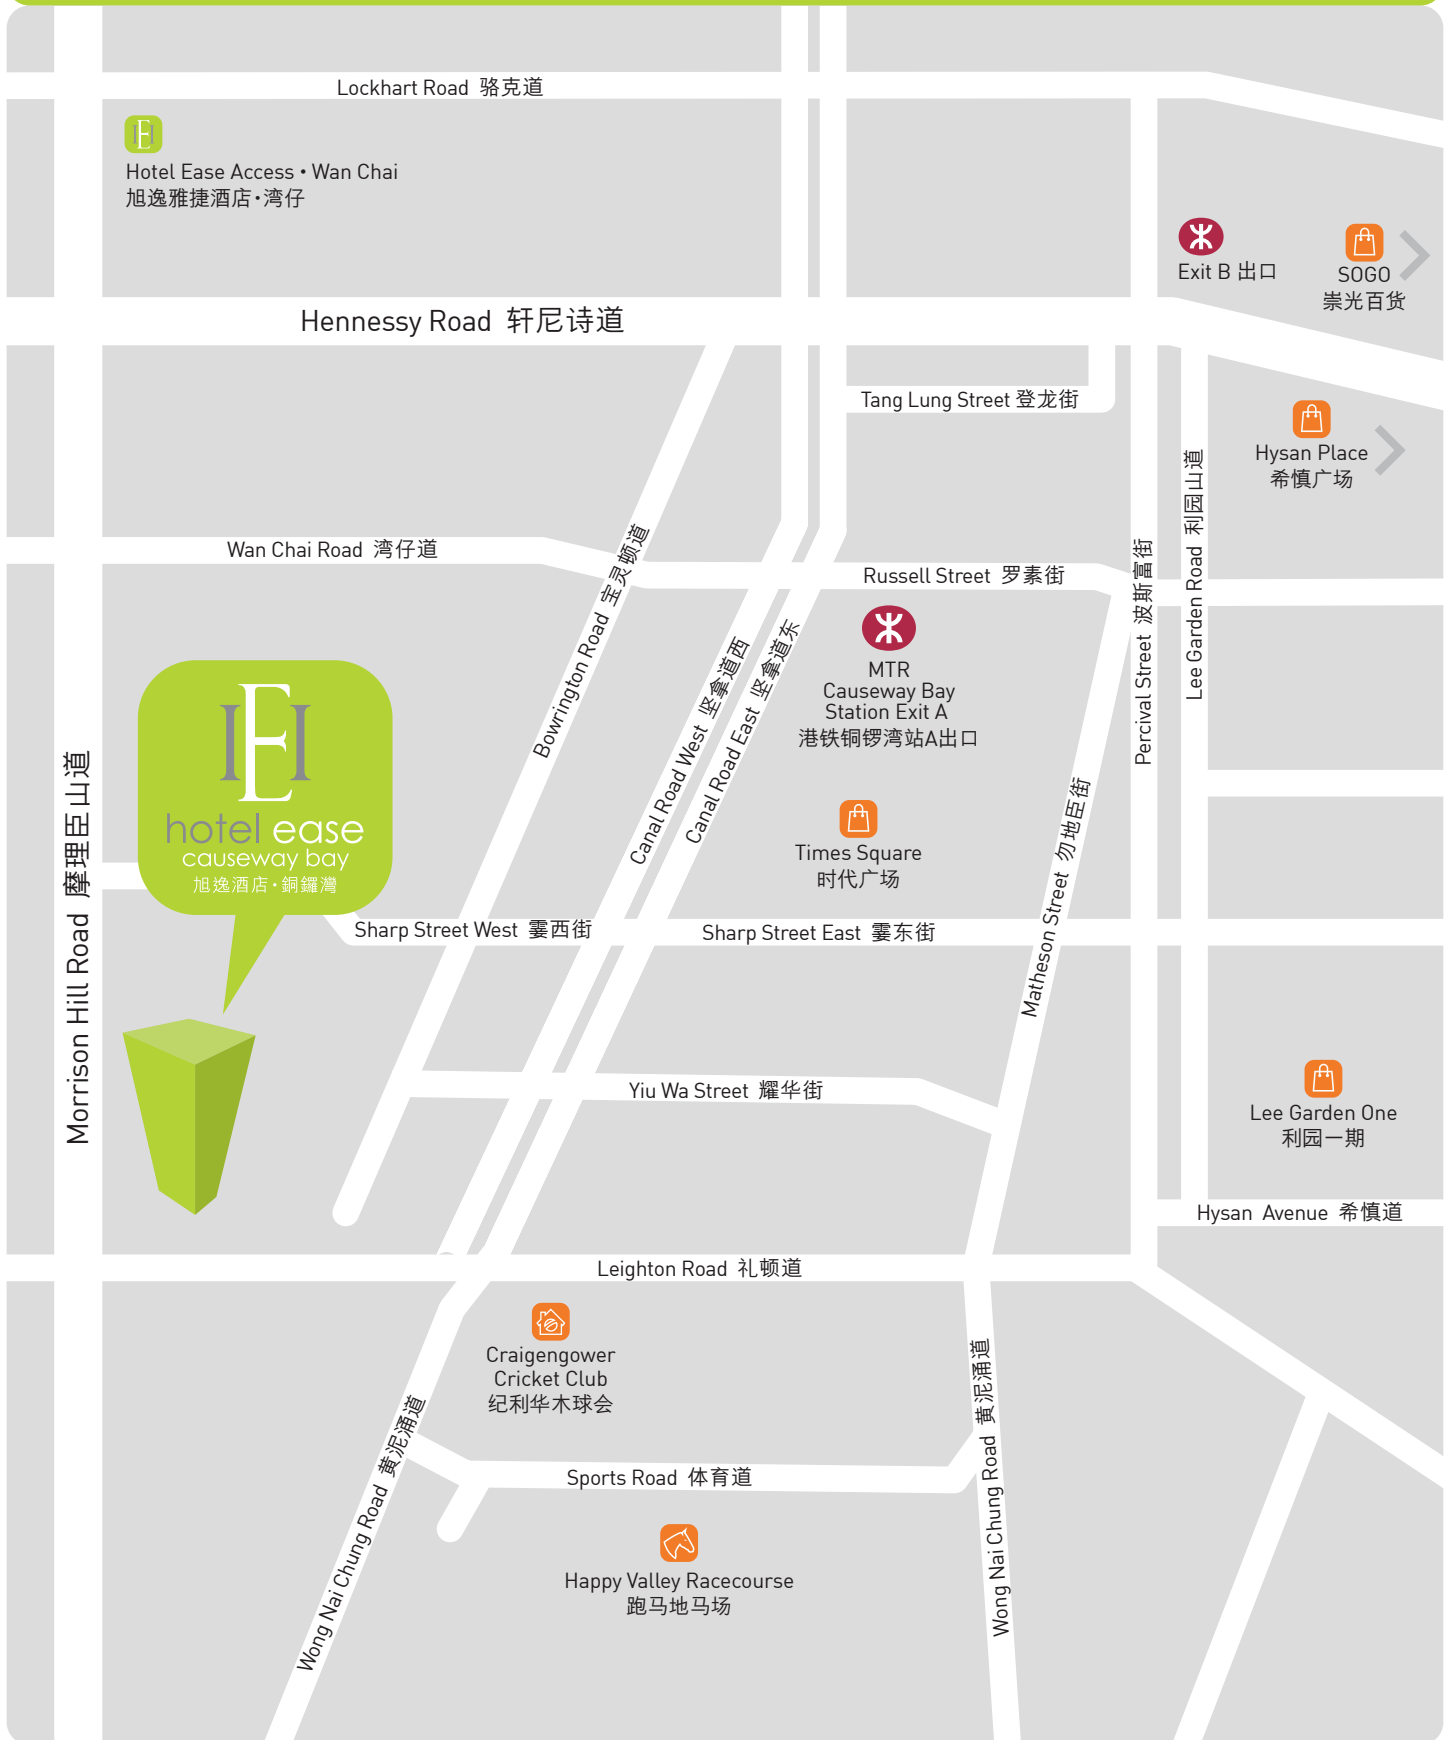 Lockhart Road 骆克道
Hotel Ease Access • Wan Chai
旭逸雅捷酒店•湾仔
Exit B 出口
SOGO
崇光百货
Hennessy Road 轩尼诗道
Tang Lung Street 登龙街
Hysan Place
希慎广场
Lee Garden Road 利园山道
Percival Street 波斯富街
Wan Chai Road 湾仔道
Bowrington Road 宝灵顿道
Russell Street 罗素街
MTR
Causeway Bay
Station Exit A
港铁铜锣湾站A出口
Canal Road West 坚拿道西
Canal Road East 坚拿道东
Morrison Hill Road 摩理臣山道
hotel ease
causeway bay
旭逸酒店•銅鑼灣
Times Square
时代广场
Matheson Street 勿地臣街
Sharp Street West 霎西街
Sharp Street East 霎东街
Yiu Wa Street 耀华街
Lee Garden One
利园一期
Hysan Avenue 希慎道
Leighton Road 礼顿道
Craigengower
Cricket Club
纪利华木球会
Wong Nai Chung Road 黄泥涌道
Wong Nai Chung Road 黄泥涌道
Sports Road 体育道
Happy Valley Racecourse
跑马地马场